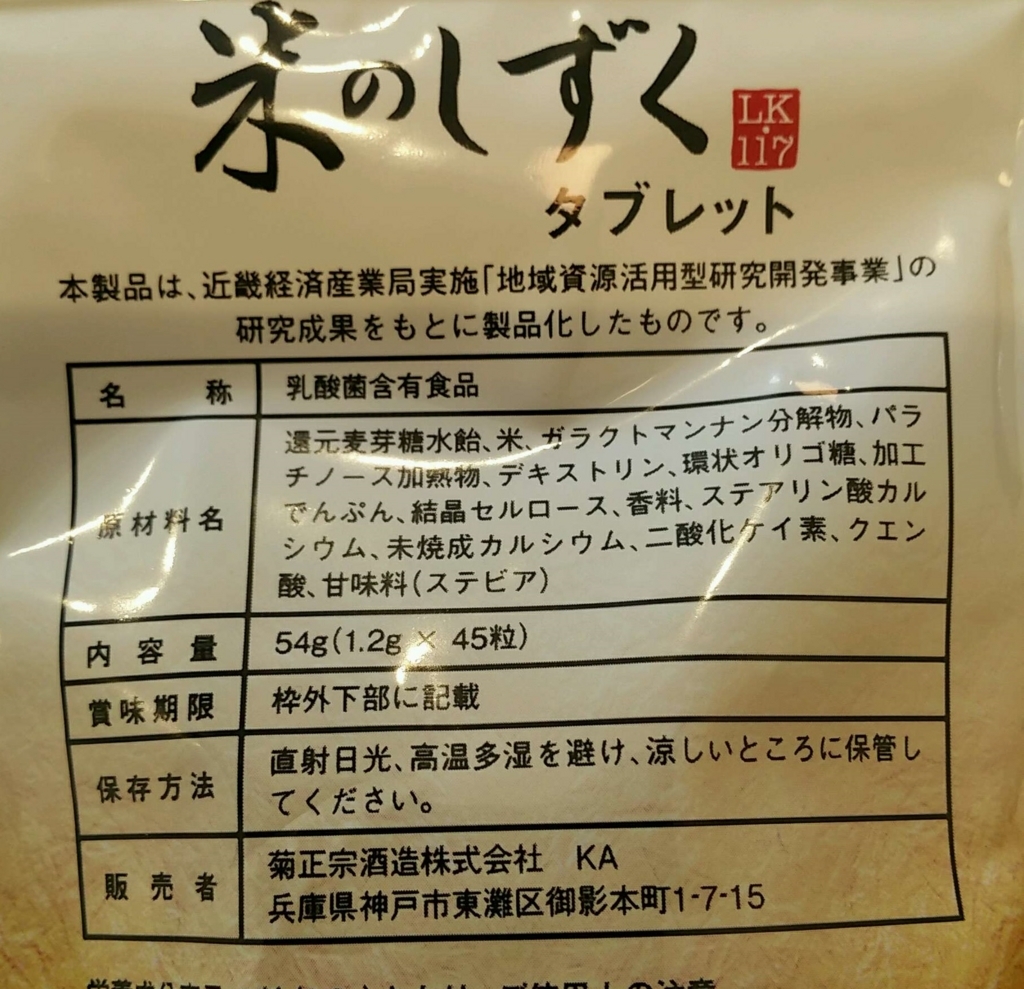 米のしずく
LK
117
タブレット
本製品は、近畿経済産業局実施「地域資源活用型研究開発事業」の
研究成果をもとに製品化したものです。
名称 乳酸菌含有食品
原材料名 還元麦芽糖水飴、米、ガラクトマンナン分解物、パラ
チノース加熱物、デキストリン、環状オリゴ糖、加工
でんぷん、結晶セルロース、香料、ステアリン酸カル
シウム、未焼成カルシウム、二酸化ケイ素、クエン
酸、甘味料(ステビア)
内容量 54g(1.2g × 45粒)
賞味期限 枠外下部に記載
保存方法 直射日光、高温多湿を避け、涼しいところに保管し
てください。
販売者 菊正宗酒造株式会社 KA
兵庫県神戸市東灘区御影本町1-7-15